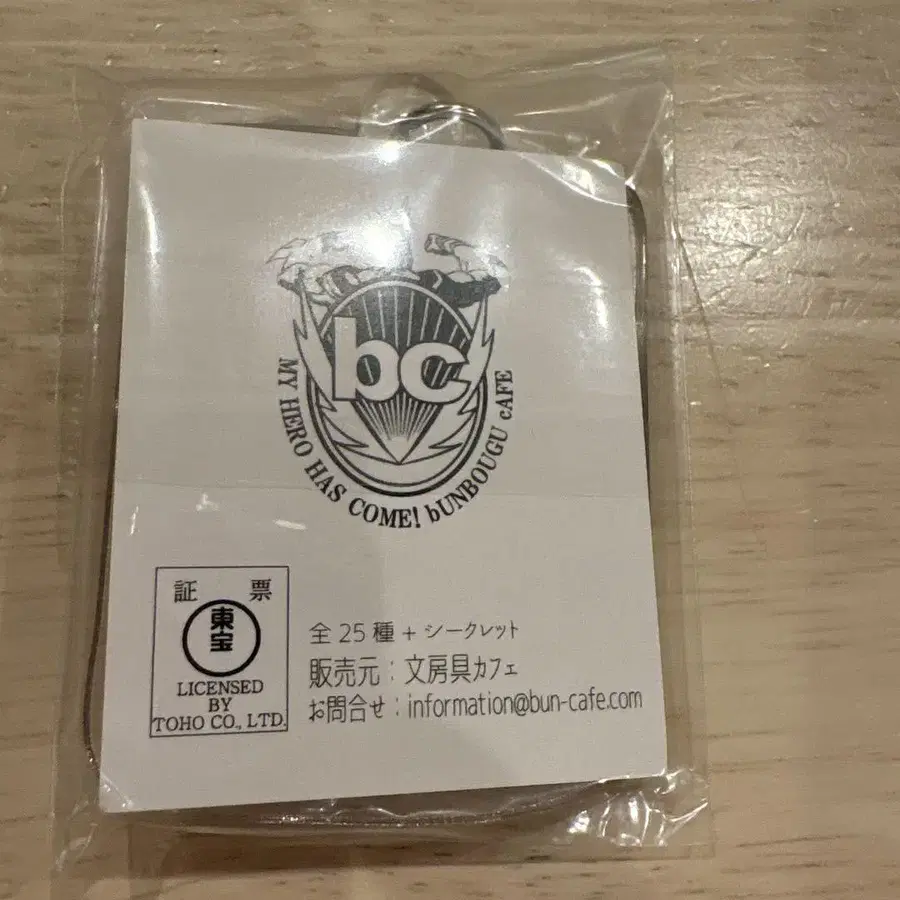 bc
MY HERO HAS COME! bUNBOUGU cAFE
証 票
東宝
LICENSED
BY
TOHO CO., LTD.
全 25 種 + シークレット
販売元 : 文房具カフェ
お問合せ : information@bun-cafe.com